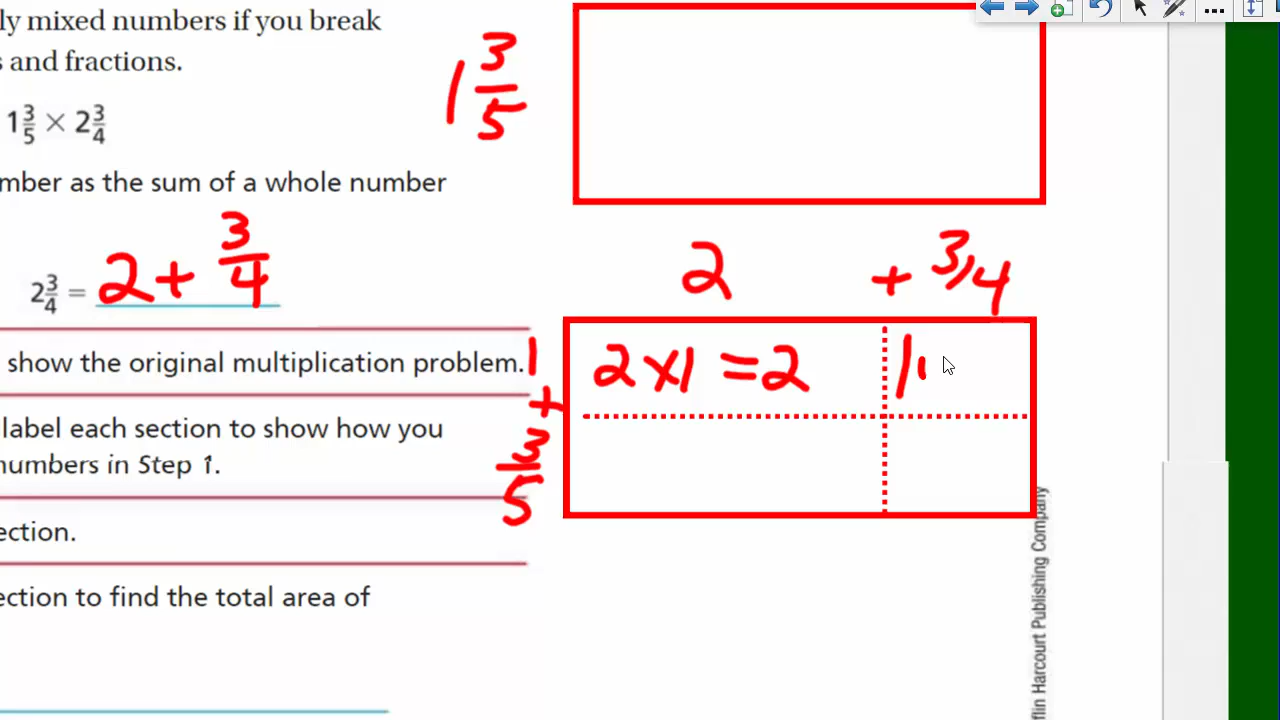 ly mixed numbers if you break
s and fractions.
1 3/5
1 3/5 × 2 3/4
mber as the sum of a whole number
2 3/4 = 2 + 3/4
2 + 3/4
show the original multiplication problem.
1 + 3/5
2 x 1 = 2
label each section to show how you
numbers in Step 1.
ection.
ection to find the total area of
flin Harcourt Publishing Company